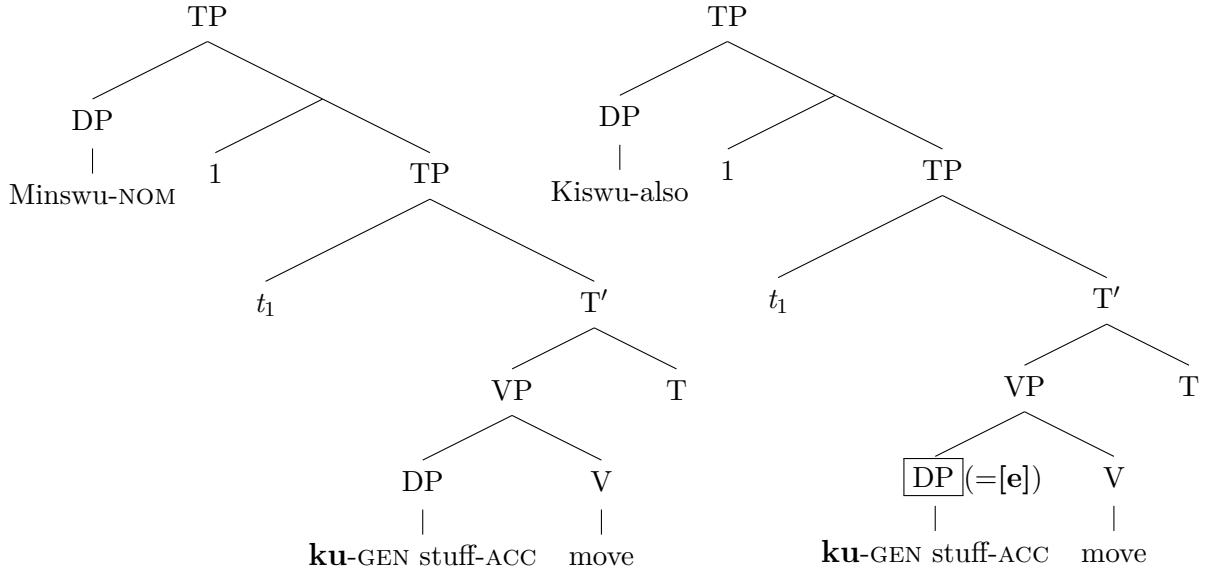 TP TP
DP DP
Minswu-NOM 1 TP Kiswu-also 1 TP
t1 T′ t1 T′
VP T VP T
DP V DP (=[e]) V
ku-GEN stuff-ACC move ku-GEN stuff-ACC move